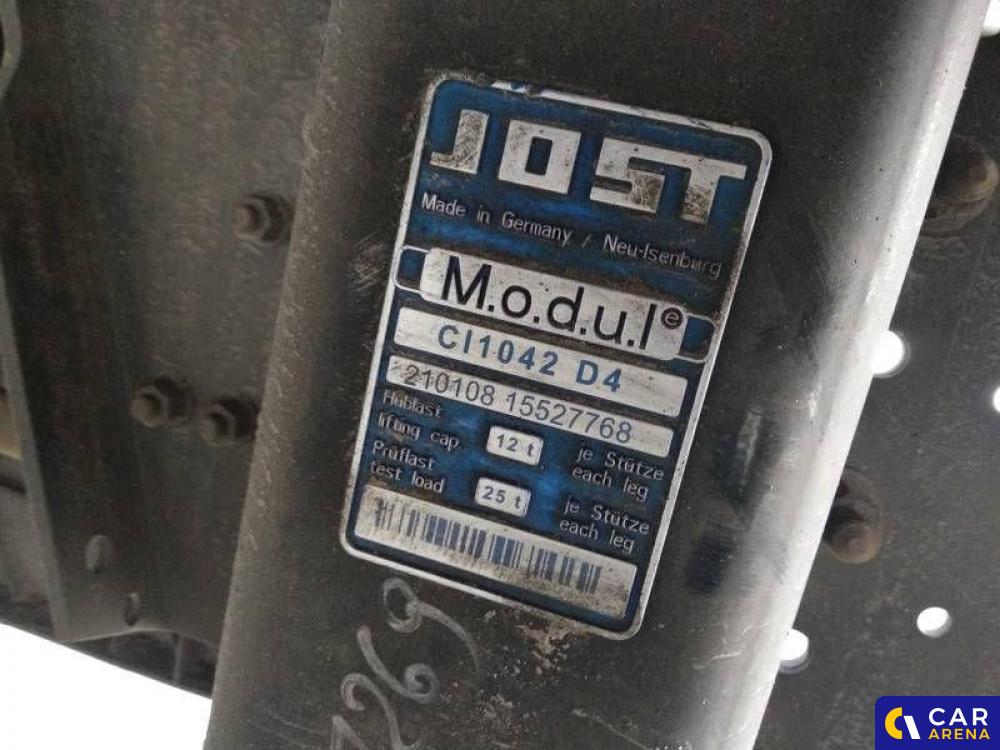 JOST
Made in Germany / Neu-Isenburg
M.o.d.u.l e
CI1042 D4
210108 15527768
Hublast
lifting cap. 12 t je Stütze
each leg
Prüflast
test load 25 t je Stütze
each leg
7269
CAR
ARENA